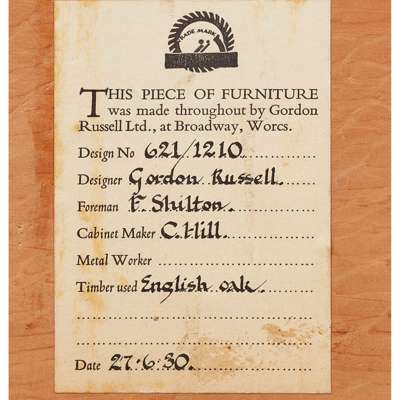 TRADE MARK
THIS PIECE OF FURNITURE
was made throughout by Gordon
Russell Ltd., at Broadway, Worcs.
Design No 621/1210.
Designer Gordon Russell.
Foreman F. Shilton.
Cabinet Maker C. Hill.
Metal Worker
Timber used English oak.
Date 27.6.30.